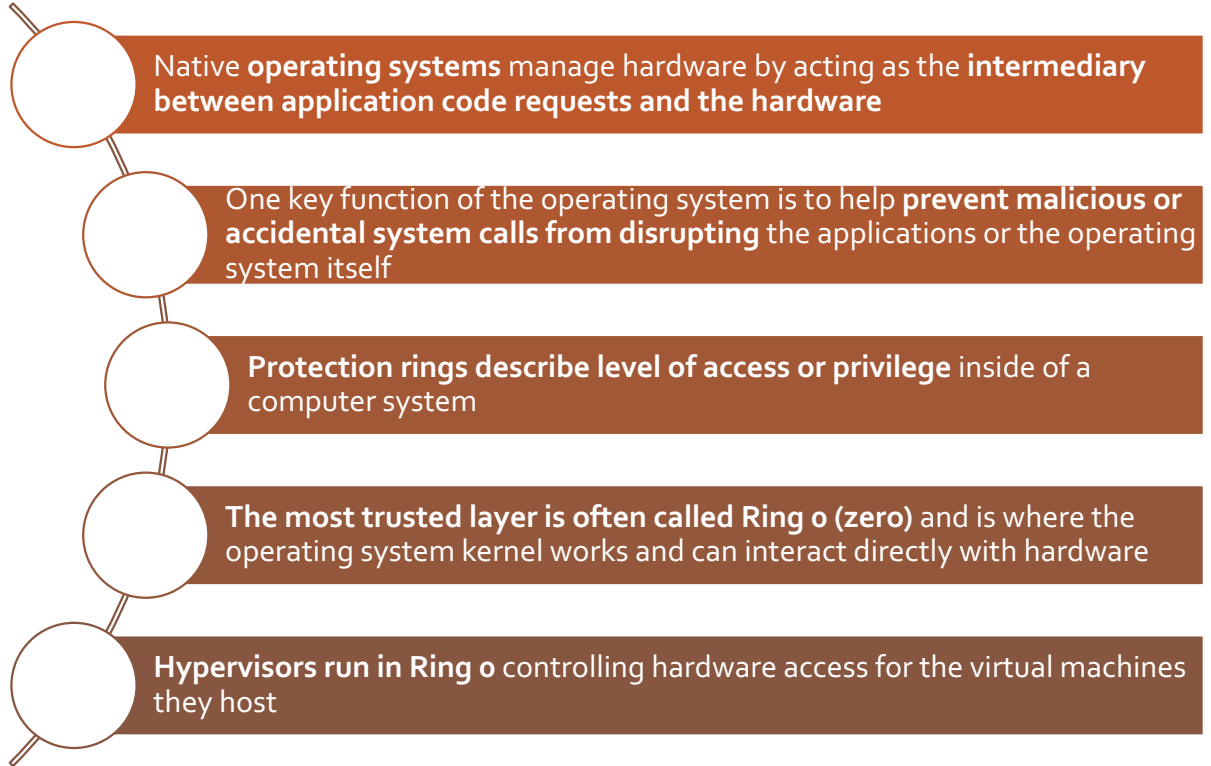 Native operating systems manage hardware by acting as the intermediary
between application code requests and the hardware
One key function of the operating system is to help prevent malicious or
accidental system calls from disrupting the applications or the operating
system itself
Protection rings describe level of access or privilege inside of a
computer system
The most trusted layer is often called Ring 0 (zero) and is where the
operating system kernel works and can interact directly with hardware
Hypervisors run in Ring 0 controlling hardware access for the virtual machines
they host